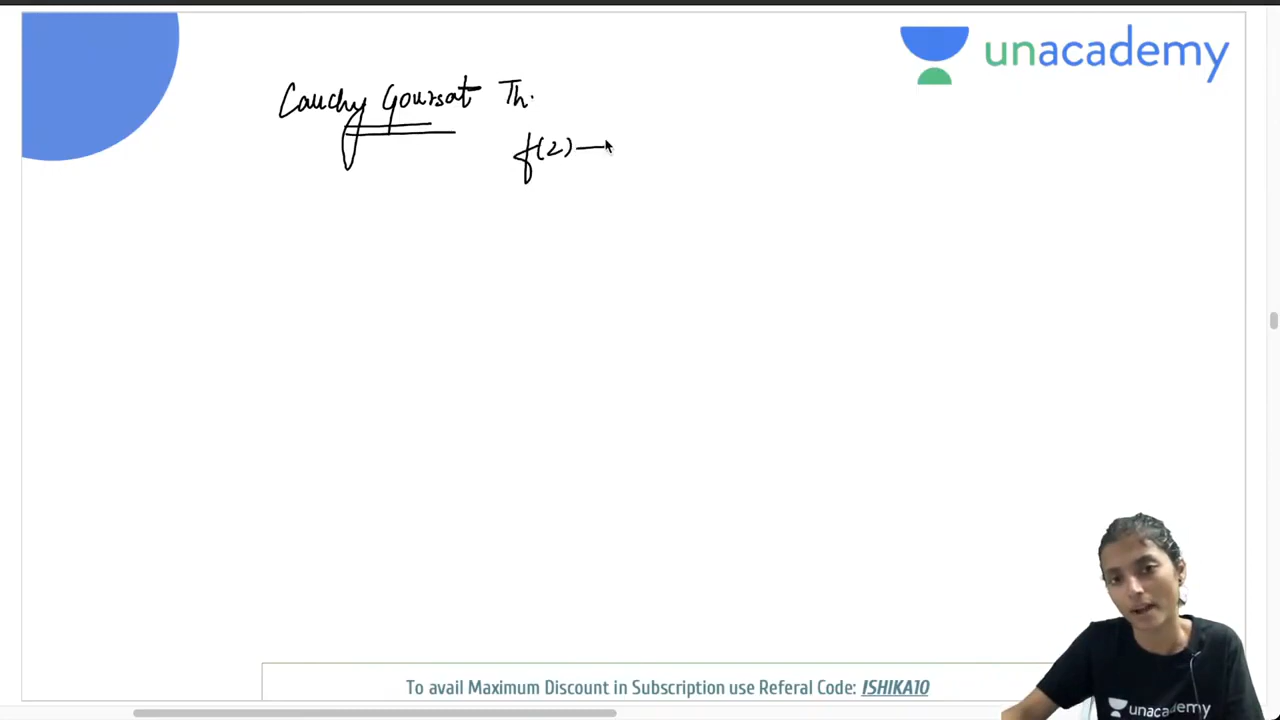 unacademy
Cauchy Goursat Th.
f(z) —
To avail Maximum Discount in Subscription use Referal Code: ISHIKA10
unacademy